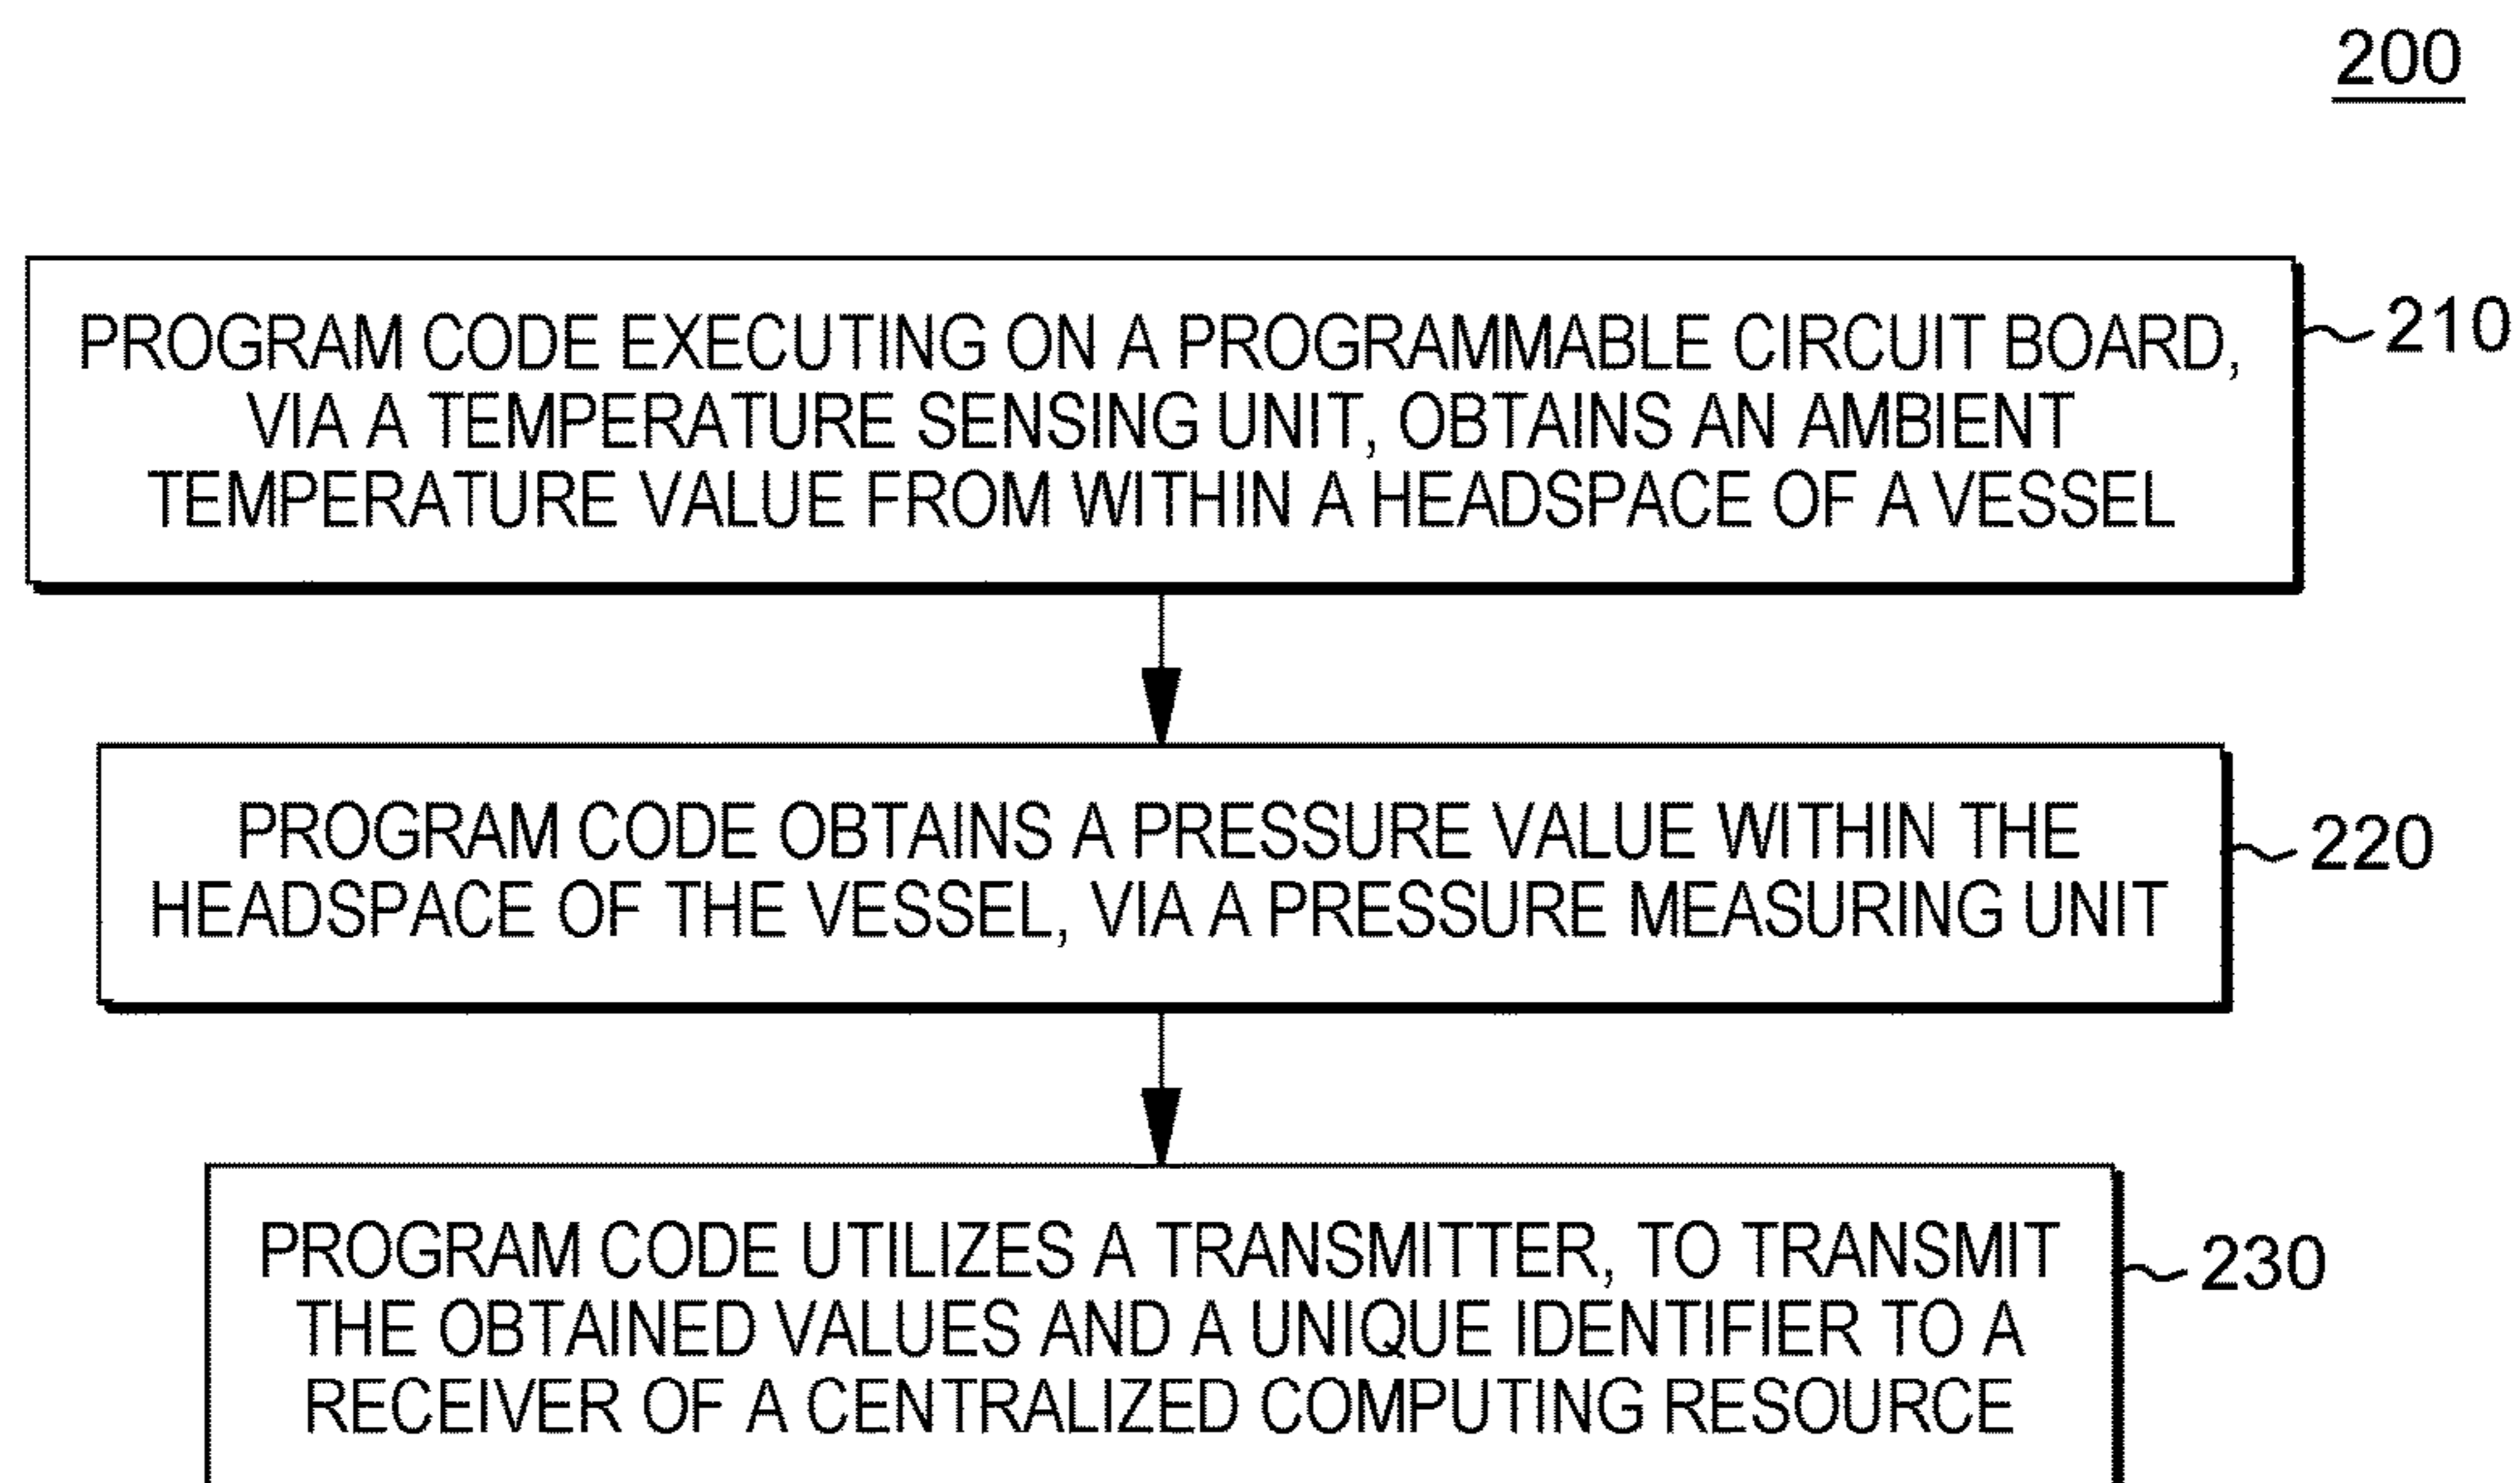 200
PROGRAM CODE EXECUTING ON A PROGRAMMABLE CIRCUIT BOARD,
VIA A TEMPERATURE SENSING UNIT, OBTAINS AN AMBIENT
TEMPERATURE VALUE FROM WITHIN A HEADSPACE OF A VESSEL
210
PROGRAM CODE OBTAINS A PRESSURE VALUE WITHIN THE
HEADSPACE OF THE VESSEL, VIA A PRESSURE MEASURING UNIT
220
PROGRAM CODE UTILIZES A TRANSMITTER, TO TRANSMIT
THE OBTAINED VALUES AND A UNIQUE IDENTIFIER TO A
RECEIVER OF A CENTRALIZED COMPUTING RESOURCE
230